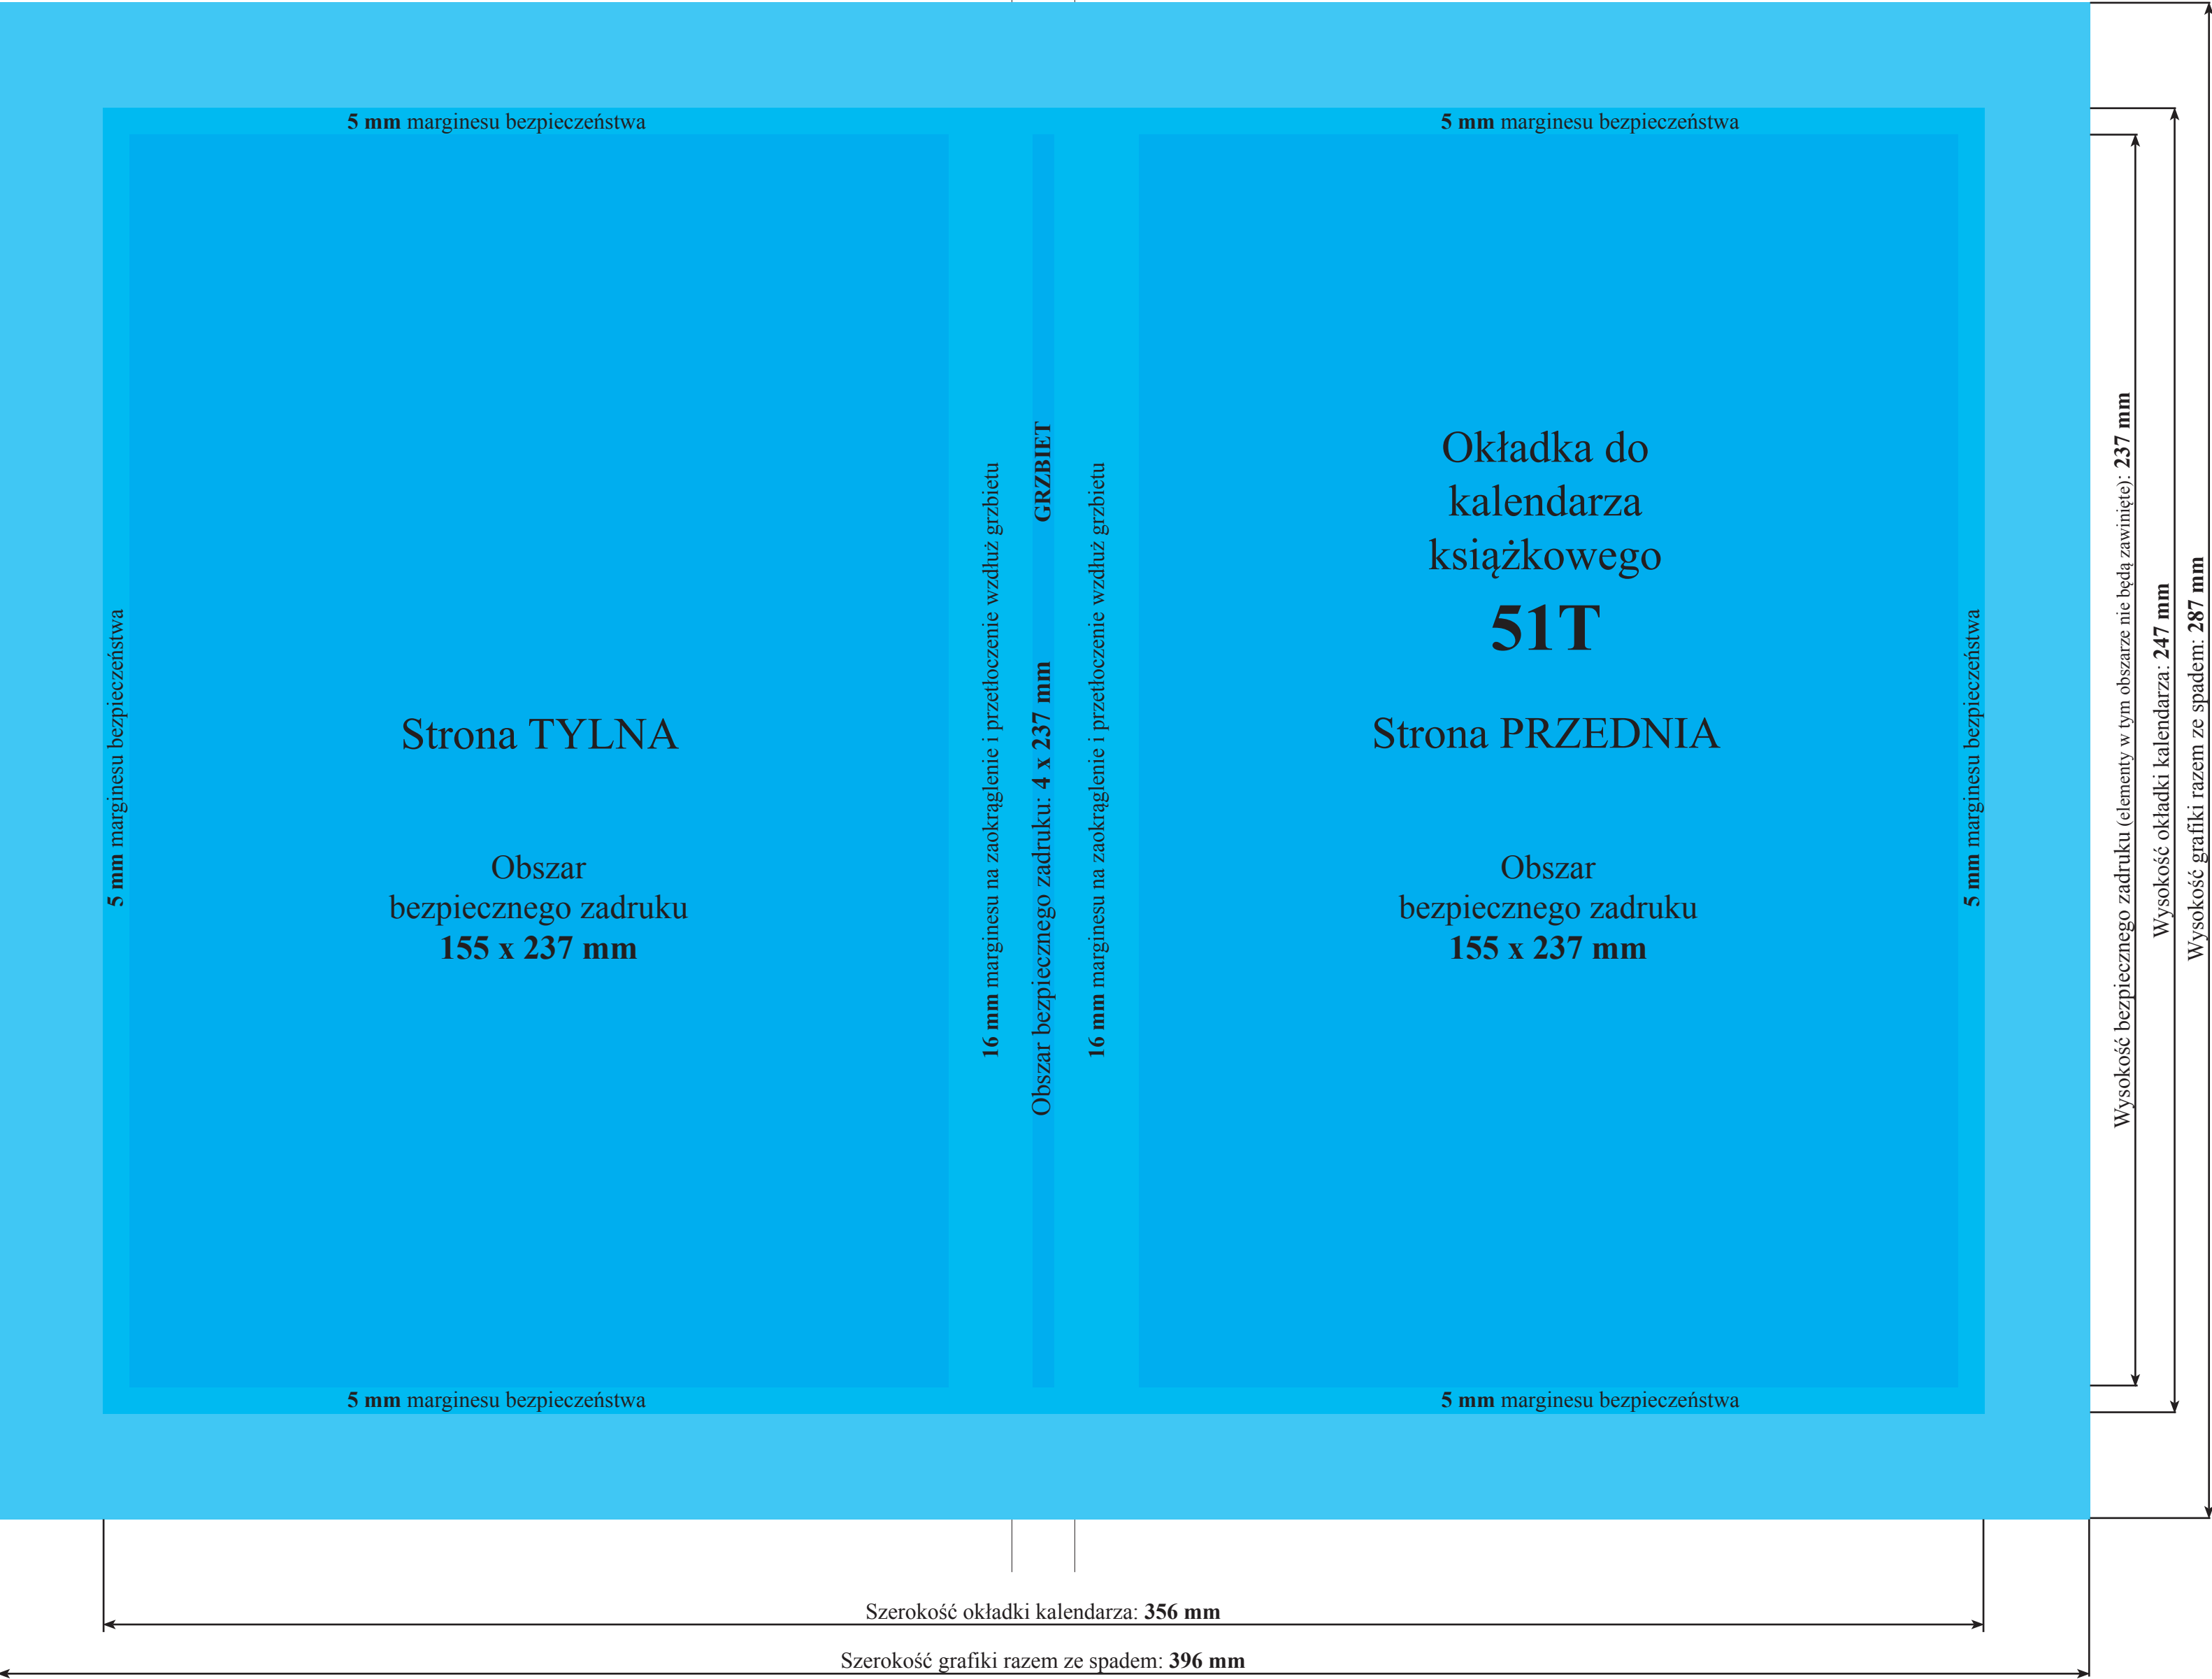 5 mm marginesu bezpieczeństwa
5 mm marginesu bezpieczeństwa
5 mm marginesu bezpieczeństwa
Strona TYLNA
Obszar
bezpiecznego zadruku
155 x 237 mm
16 mm marginesu na zaokrąglenie i przetłoczenie wzdłuż grzbietu
Obszar bezpiecznego zadruku: 4 x 237 mm GRZBIET
16 mm marginesu na zaokrąglenie i przetłoczenie wzdłuż grzbietu
Okładka do
kalendarza
książkowego
51T
Strona PRZEDNIA
Obszar
bezpiecznego zadruku
155 x 237 mm
5 mm marginesu bezpieczeństwa
Wysokość bezpiecznego zadruku (elementy w tym obszarze nie będą zawinięte): 237 mm
Wysokość okładki kalendarza: 247 mm
Wysokość grafiki razem ze spadem: 287 mm
5 mm marginesu bezpieczeństwa
5 mm marginesu bezpieczeństwa
Szerokość okładki kalendarza: 356 mm
Szerokość grafiki razem ze spadem: 396 mm